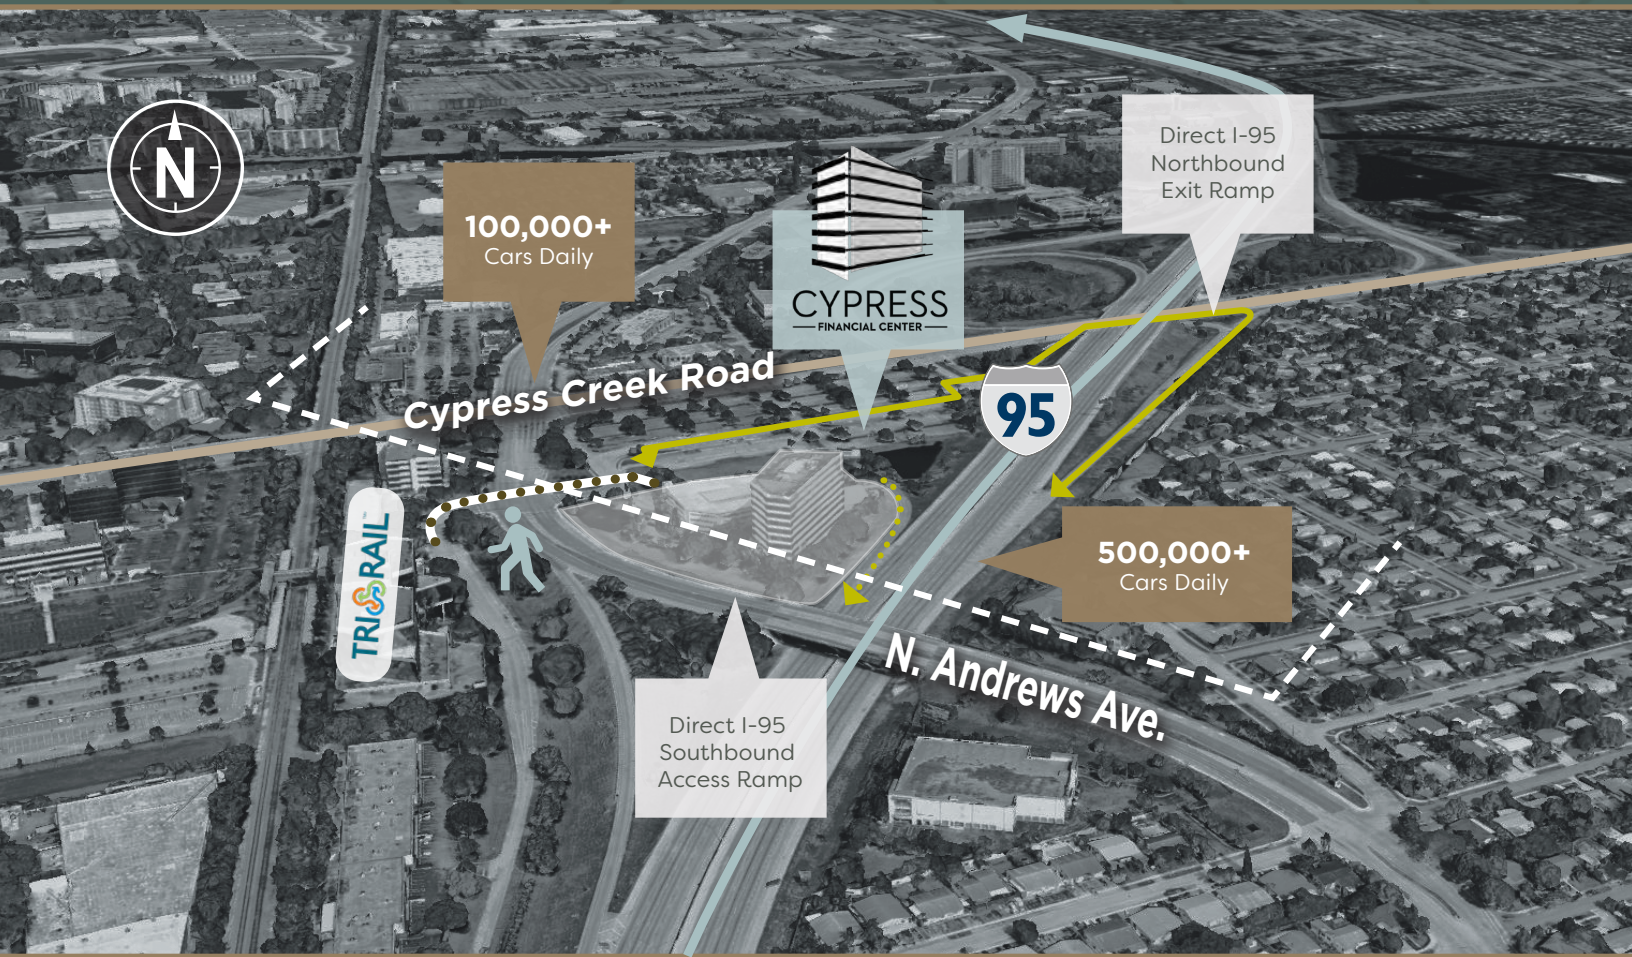 N
100,000+
Cars Daily
CYPRESS
FINANCIAL CENTER
Direct I-95
Northbound
Exit Ramp
Cypress Creek Road
95
TRI RAIL
500,000+
Cars Daily
N. Andrews Ave.
Direct I-95
Southbound
Access Ramp